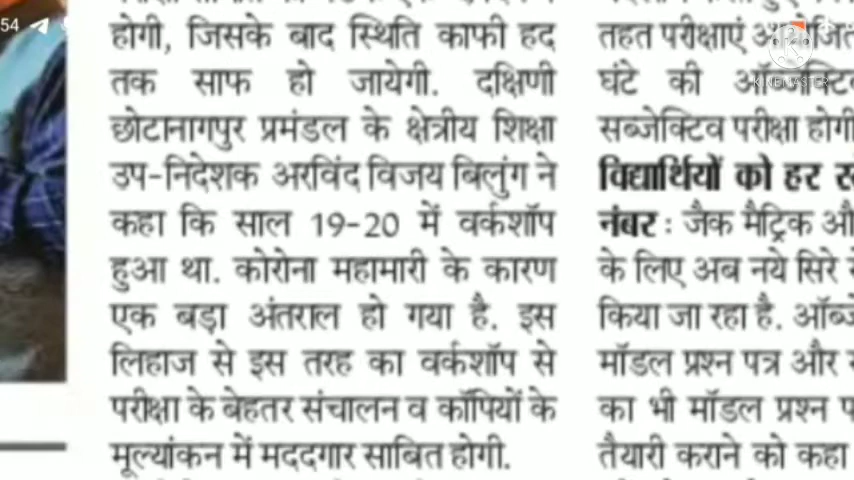 54
होगी, जिसके बाद स्थिति काफी हद
तक साफ हो जायेगी. दक्षिणी
छोटानागपुर प्रमंडल के क्षेत्रीय शिक्षा
उप-निदेशक अरविंद विजय बिलुंग ने
कहा कि साल 19-20 में वर्कशॉप
हुआ था. कोरोना महामारी के कारण
एक बड़ा अंतराल हो गया है. इस
लिहाज से इस तरह का वर्कशॉप से
परीक्षा के बेहतर संचालन व कॉपियों के
मूल्यांकन में मददगार साबित होगी.
तहत परीक्षाएं
घंटे की
सब्जेक्टिव परीक्षा होगी
विद्यार्थियों को हर
नंबर : जैक मैट्रिक
के लिए अब नये सिरे
किया जा रहा है.
मॉडल प्रश्न पत्र और
का भी मॉडल प्रश्न
तैयारी कराने को कहा
KINEMASTER